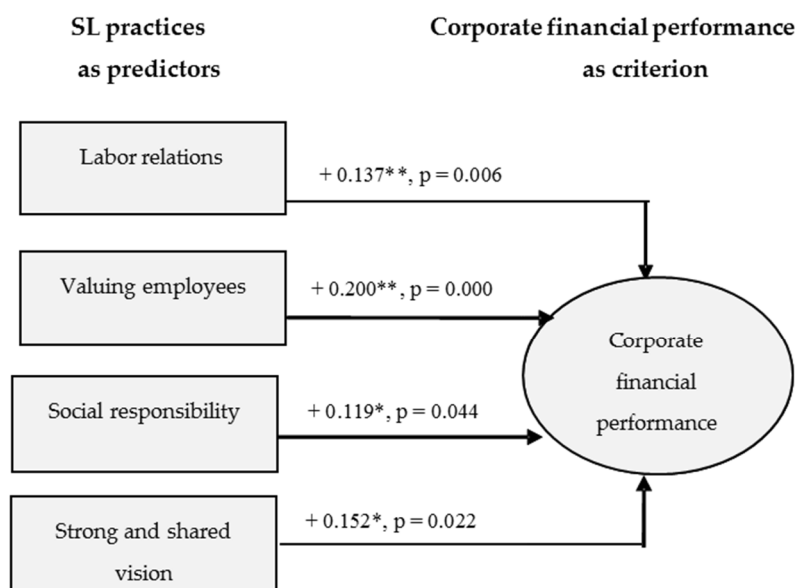 SL practices
as predictors
Corporate financial performance
as criterion
Labor relations
+ 0.137**, p = 0.006
Valuing employees
+ 0.200**, p = 0.000
Social responsibility
+ 0.119*, p = 0.044
Strong and shared
vision
+ 0.152*, p = 0.022
Corporate
financial
performance